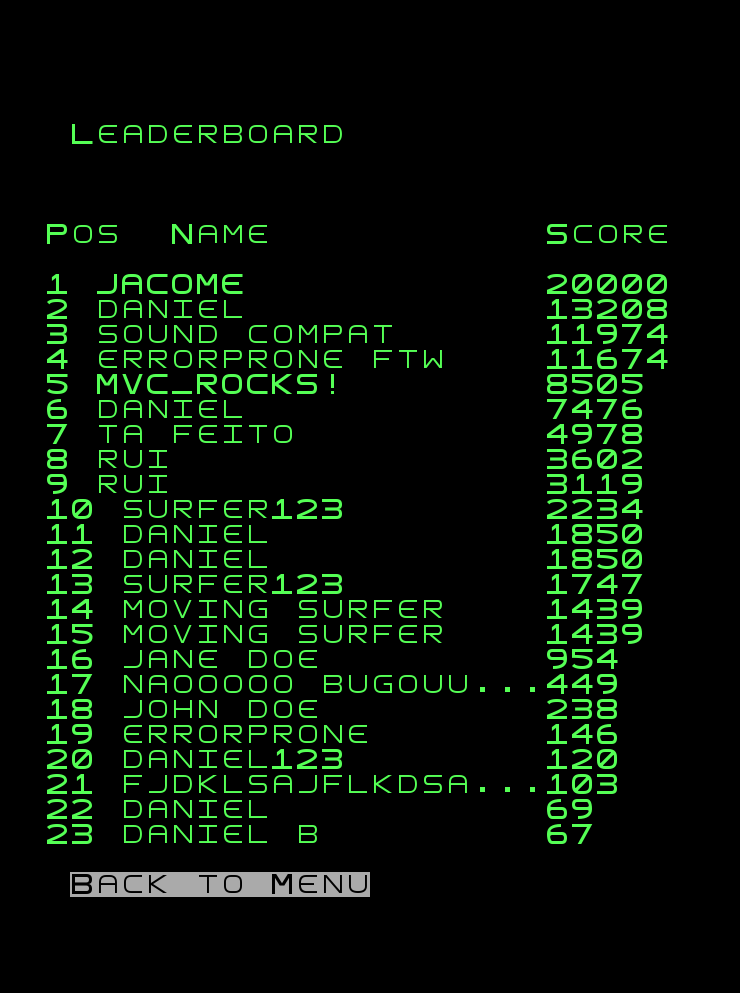 Leaderboard
Pos Name Score
1 JACOME 20000
2 daniel 13208
3 sound compat 11974
4 errorprone ftw 11674
5 MVC_ROCKS! 8505
6 daniel 7476
7 ta feito 4978
8 rui 3602
9 rui 3119
10 surfer123 2234
11 daniel 1850
12 daniel 1850
13 surfer123 1747
14 moving surfer 1439
15 moving surfer 1439
16 jane doe 954
17 naooooo bugouu...449
18 john doe 238
19 errorprone 146
20 daniel123 120
21 fjdklsajflkdsa...103
22 daniel 69
23 daniel b 67
Back to Menu